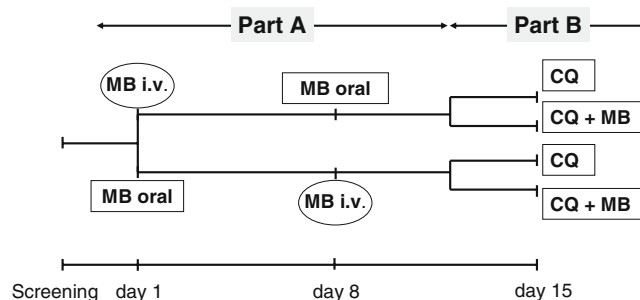 Part A
Part B
MB i.v.
MB oral
CQ
CQ + MB
MB oral
MB i.v.
CQ
CQ + MB
Screening
day 1
day 8
day 15